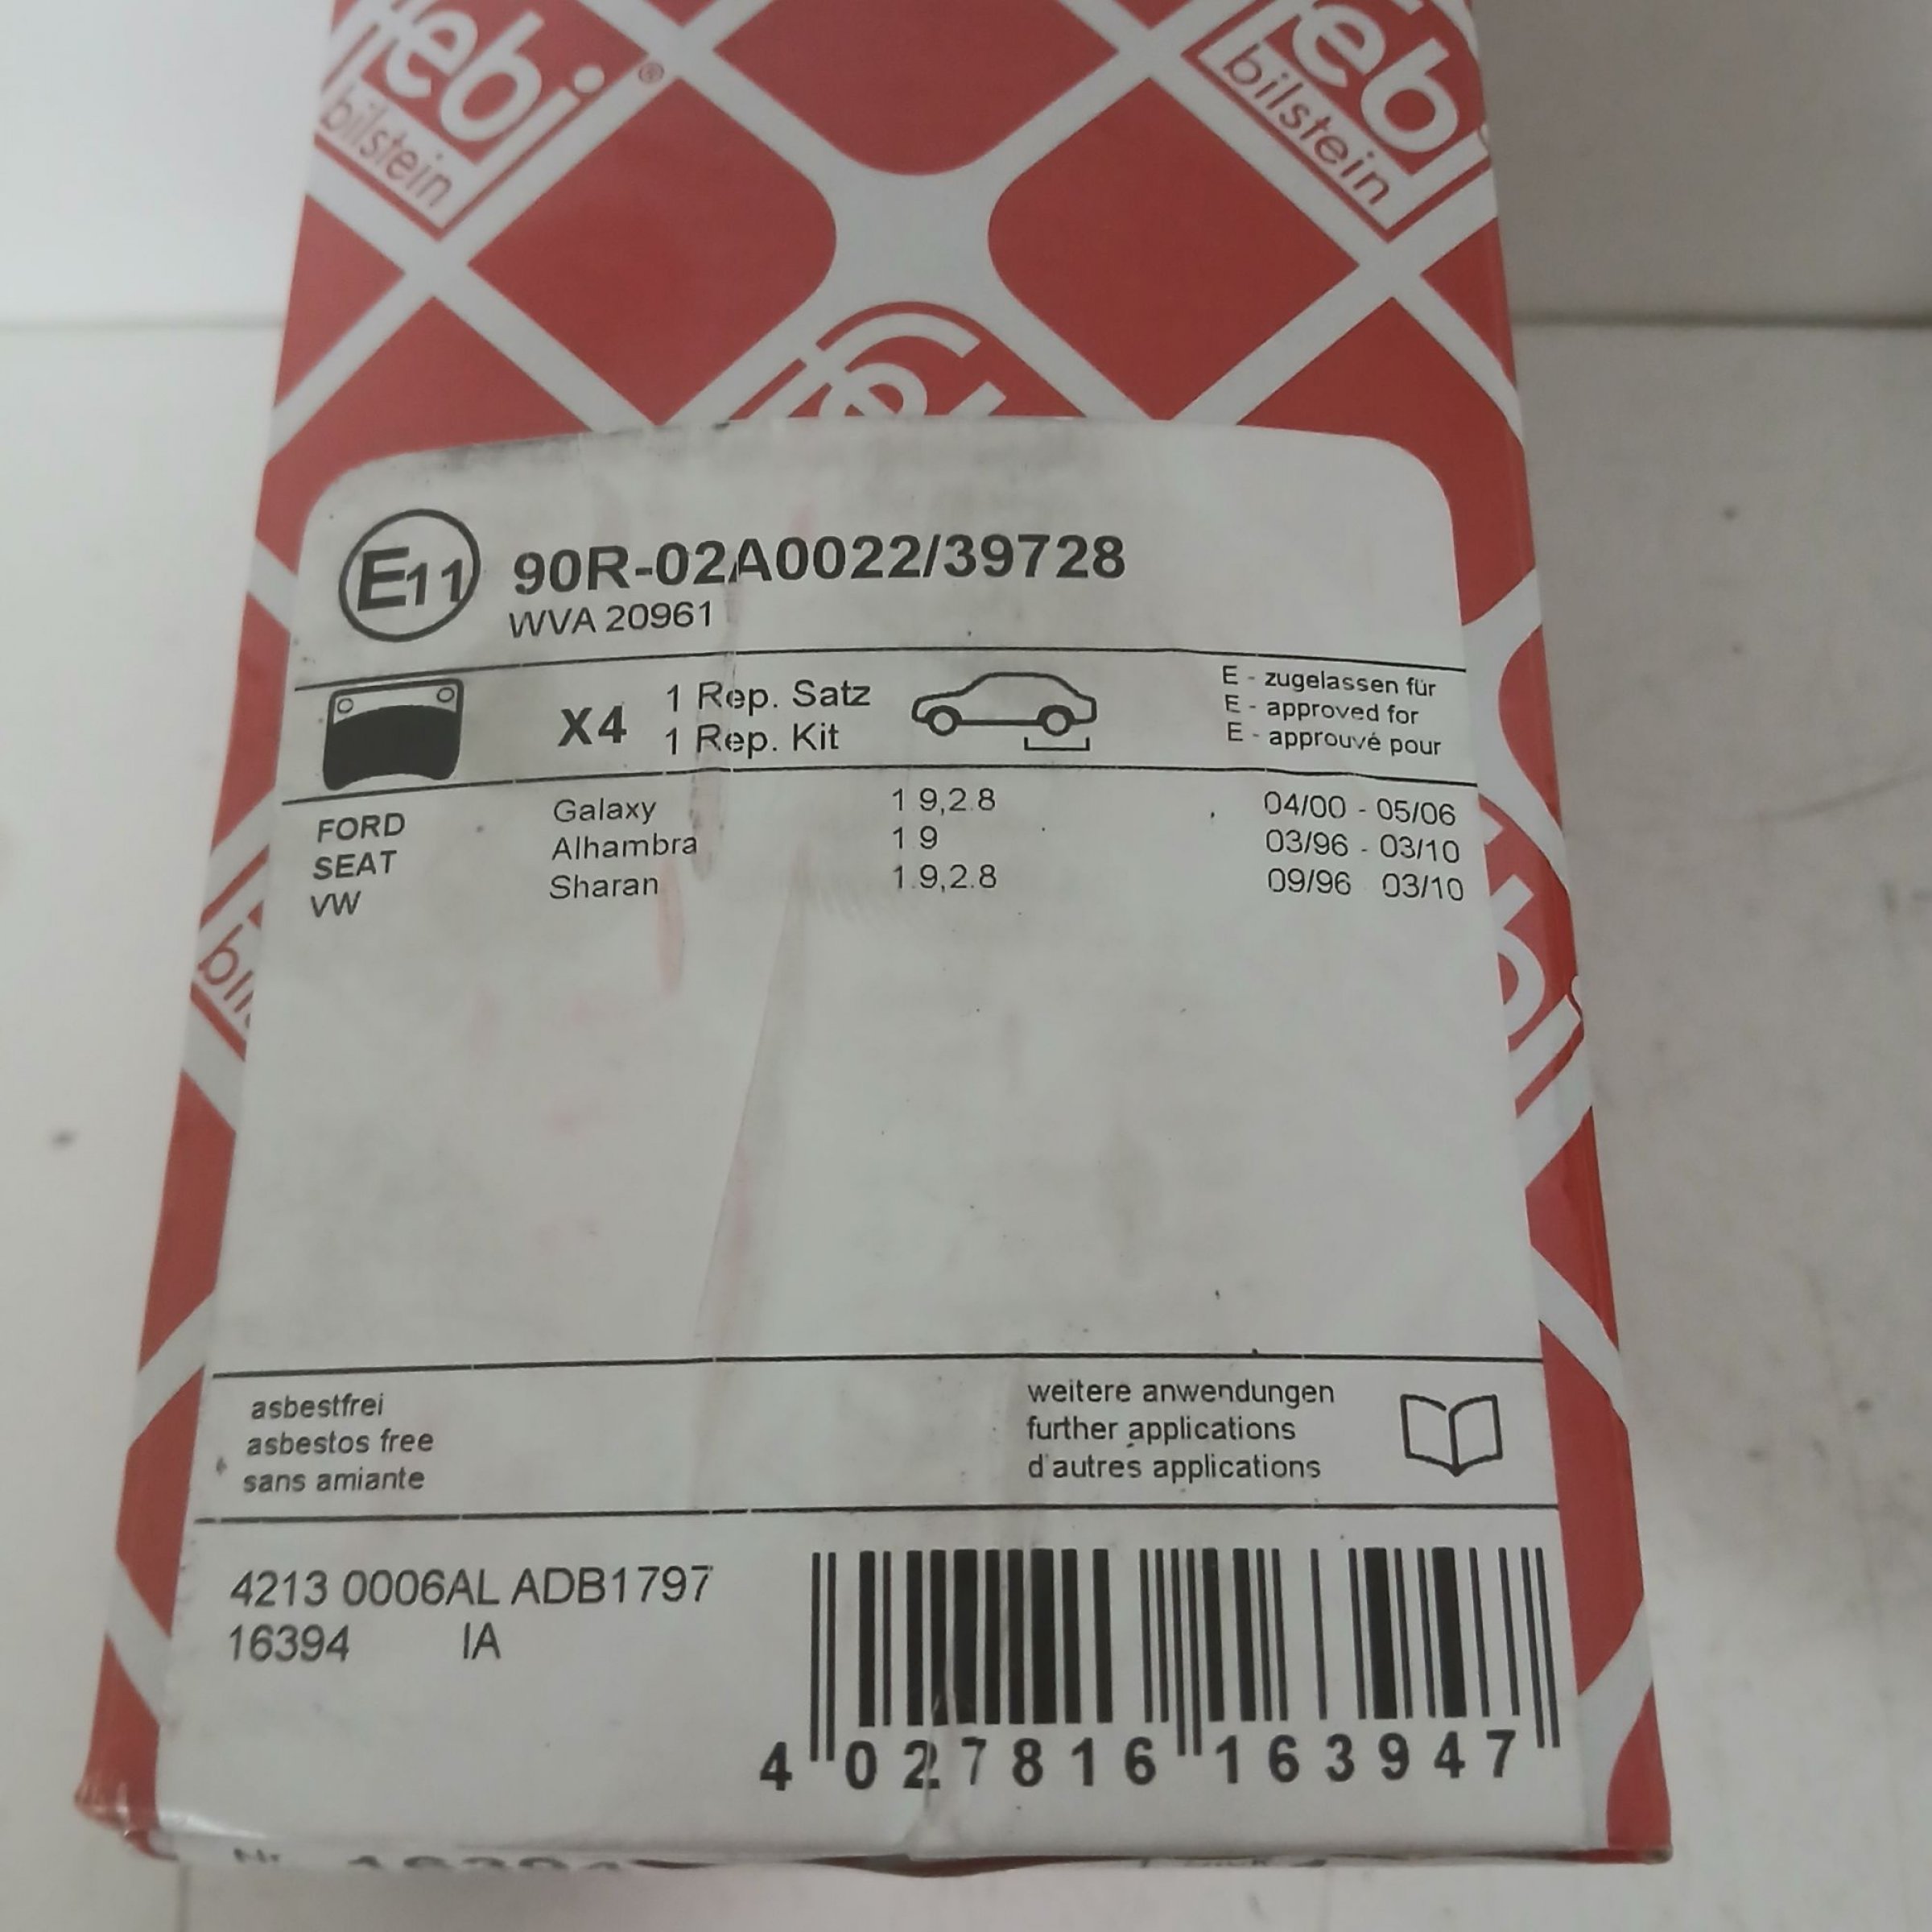 febi ®
bilstein
febi
bilstein
E11
90R-02A0022/39728
WVA 20961
X4
1 Rep. Satz
1 Rep. Kit
E - zugelassen für
E - approved for
E - approuvé pour
FORD Galaxy 1 9,2.8 04/00 - 05/06
SEAT Alhambra 1 9 03/96 - 03/10
VW Sharan 1.9,2.8 09/96 03/10
asbestfrei
asbestos free
sans amiante
weitere anwendungen
further applications
d'autres applications
4213 0006AL ADB1797
16394 IA
4 027816 163947